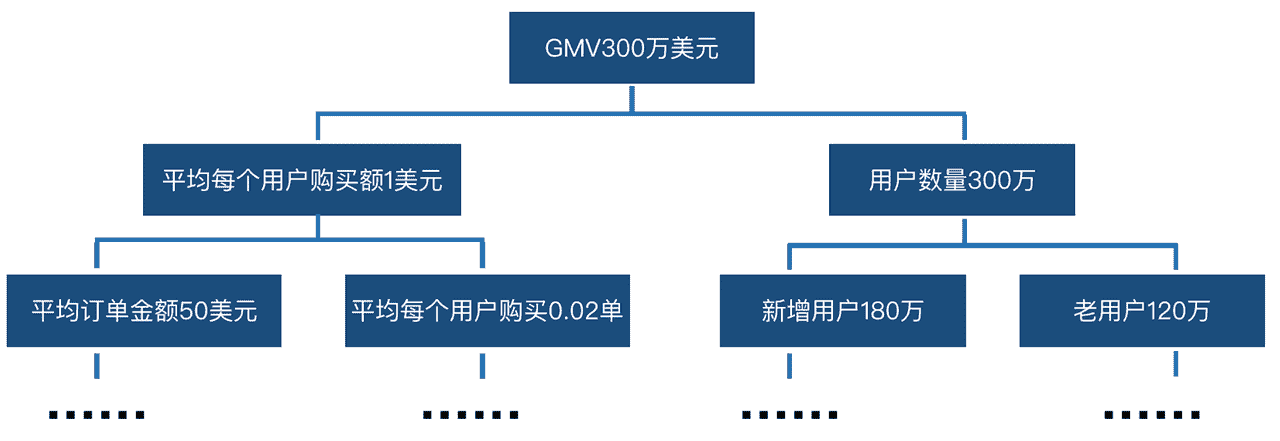 GMV300万美元
平均每个用户购买额1美元
用户数量300万
平均订单金额50美元
平均每个用户购买0.02单
新增用户180万
老用户120万
……
……
……
……